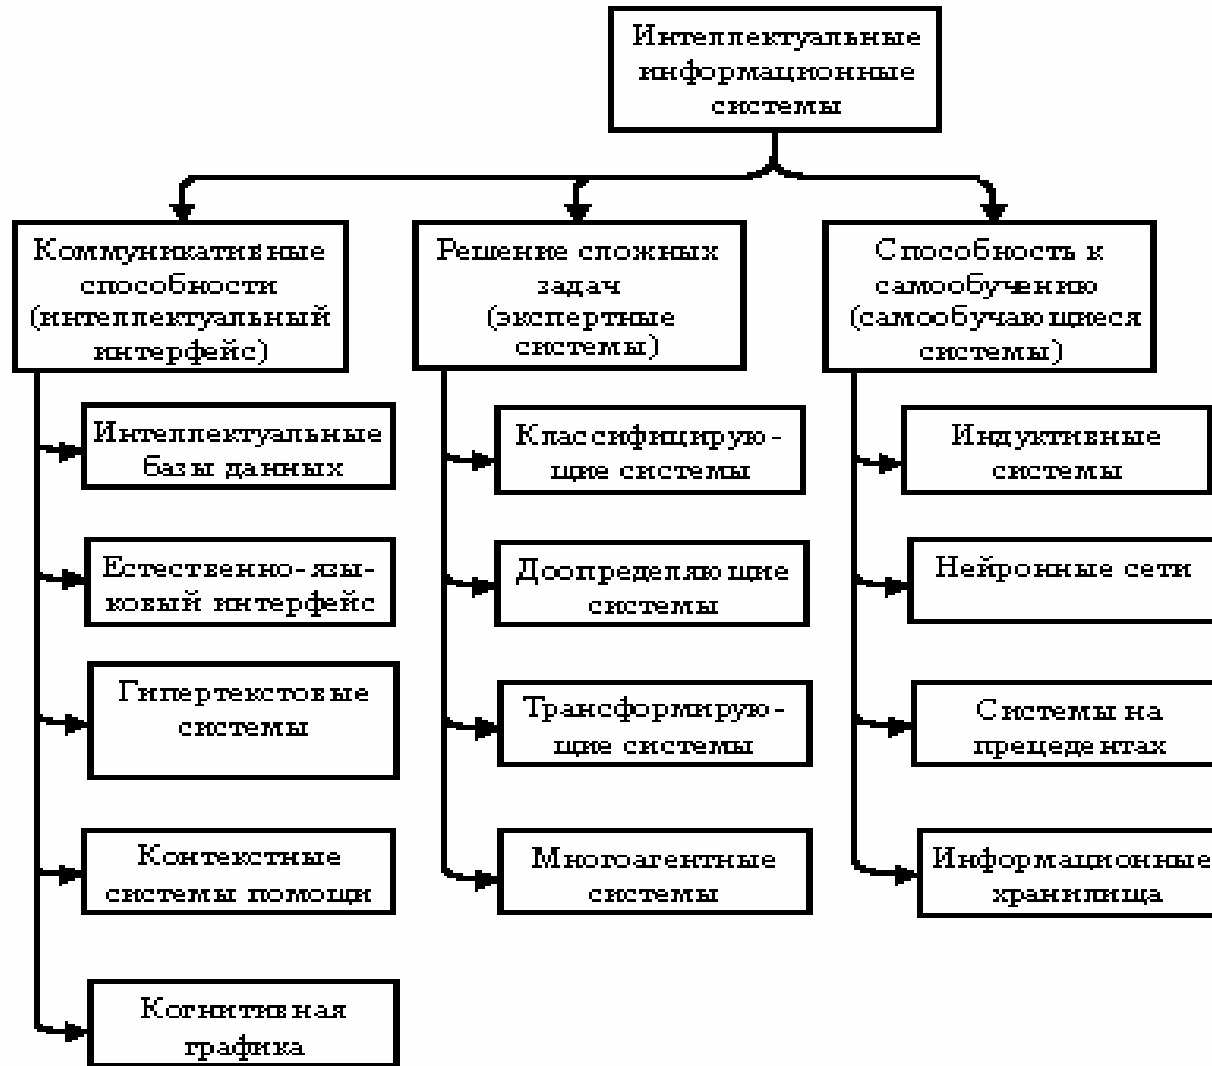 Интеллектуальные
информационные
системы
Коммуникативные
способности
(интеллектуальный
интерфейс)
Решение сложных
задач
(экспертные
системы)
Способность к
самообучению
(самообучающиеся
системы)
Интеллектуальные
базы данных
Естественно-язы-
ковый интерфейс
Гипертекстовые
системы
Контекстные
системы помощи
Когнитивная
графика
Классифицирую-
щие системы
Доопределяющие
системы
Трансформирую-
щие системы
Многоагентные
системы
Индуктивные
системы
Нейронные сети
Системы на
прецедентах
Информационные
хранилища